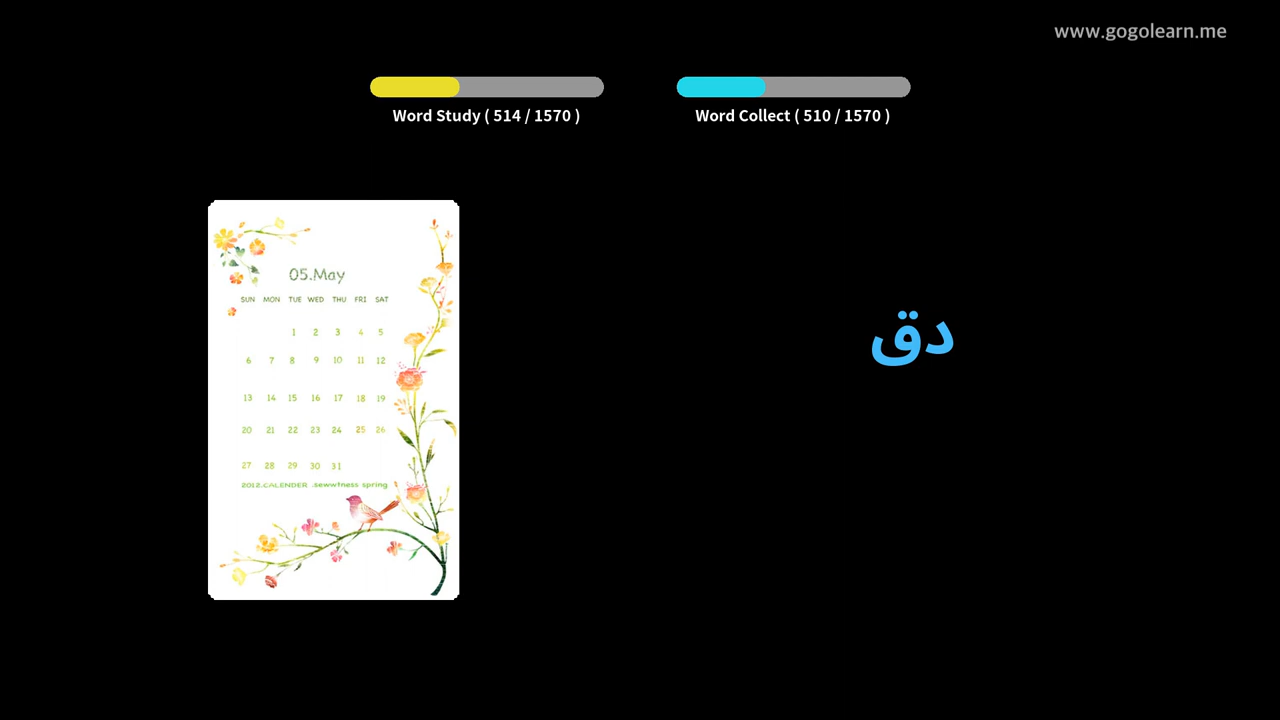 www.gogolearn.me
Word Study ( 514 / 1570 )
Word Collect ( 510 / 1570 )
05.May
SUN MON TUE WED THU FRI SAT
1 2 3 4 5
6 7 8 9 10 11 12
13 14 15 16 17 18 19
20 21 22 23 24 25 26
27 28 29 30 31
2012.CALENDER .sewwtness spring
دق